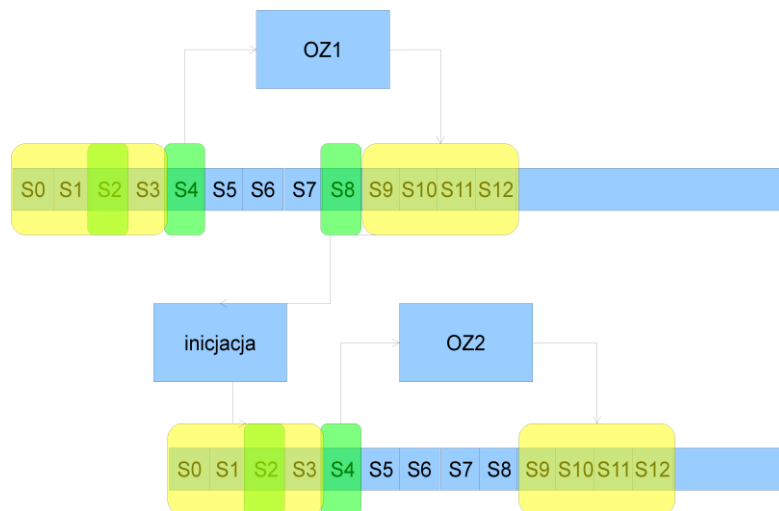 OZ1
S0 S1 S2 S3 S4 S5 S6 S7 S8 S9 S10 S11 S12
inicjacja
OZ2
S0 S1 S2 S3 S4 S5 S6 S7 S8 S9 S10 S11 S12